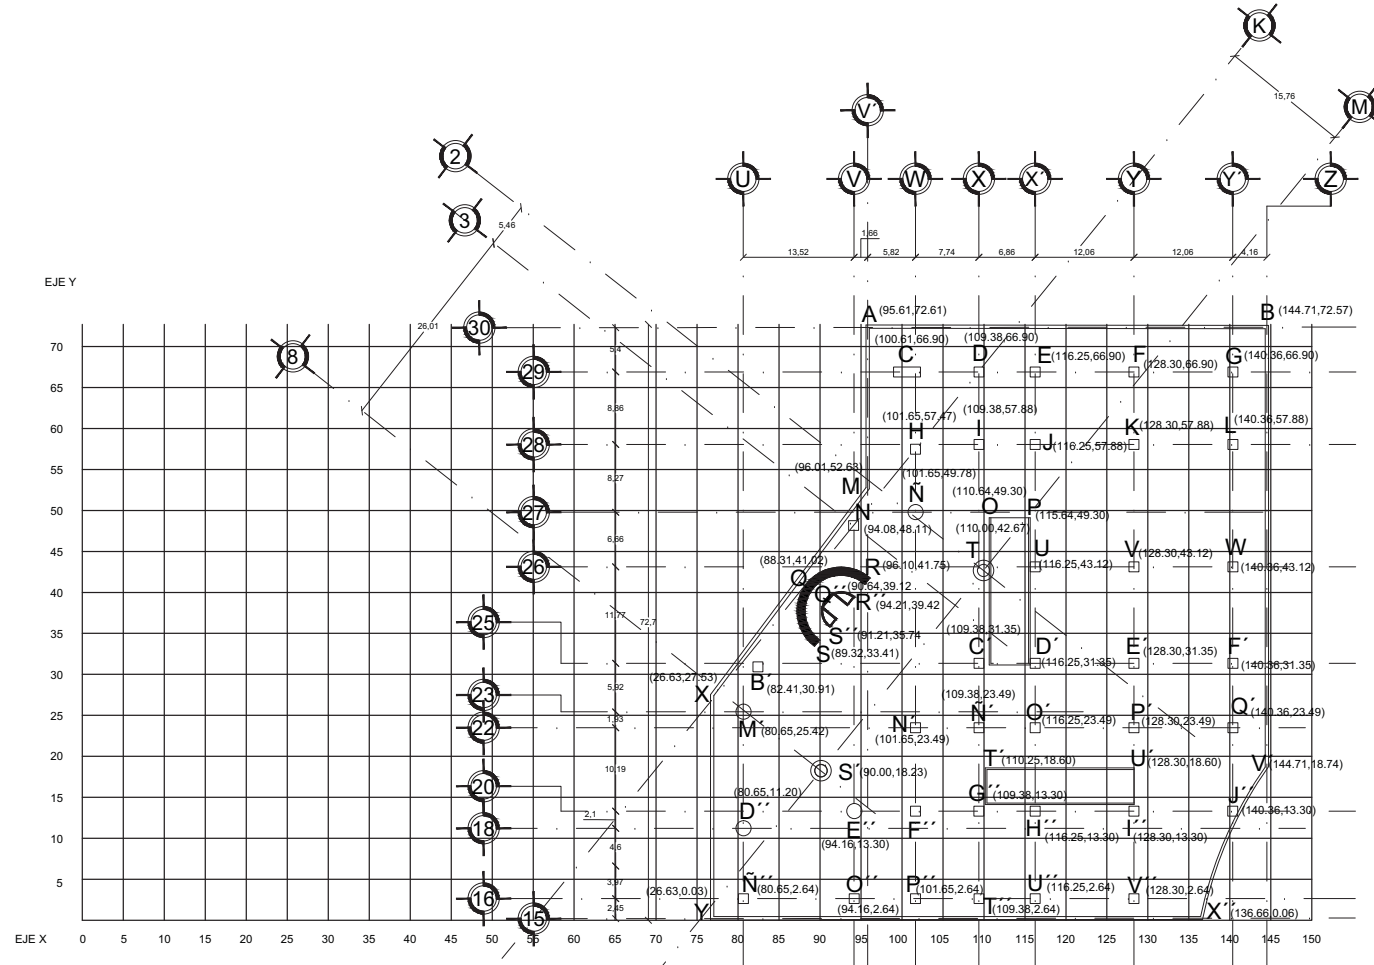 K
15,76
M
V´
2
U
V
W
X
X´
Y
Y´
Z
3
5,46
1,66
13,52
5,82
7,74
6,86
12,06
12,06
4,16
EJE Y
26,01
30
A
(95.61,72.61)
B
(144.71,72.57)
8
70
5,4
(100.61,66.90)
(109.38,66.90)
C
D
E
(116.25,66.90)
F
(128.30,66.90)
G
(140.36,66.90)
29
65
8,86
(101.65,57.47)
(109.38,57.88)
60
H
I
J
(116.25,57.88)
K
(128.30,57.88)
L
(140.36,57.88)
28
55
8,27
(96.01,52.63)
(101.65,49.78)
M
Ñ
(110.64,49.30)
50
27
N
(94.08,48.11)
O
P
(115.64,49.30)
(110.00,42.67)
45
6,66
26
(88.31,41.02)
T
U
(116.25,43.12)
V
(128.30,43.12)
W
(140.36,43.12)
R
(96.10,41.75)
Q
40
Q´´
(90.64,39.12
R´´
(94.21,39.42
11,77
72,7
25
35
S´´
(91.21,35.74
(109.38,31.35)
S
(89.32,33.41)
C´
D´
(116.25,31.35)
E´
(128.30,31.35)
F´
(140.36,31.35)
30
B´
(82.41,30.91)
(26.63,27.53)
X
5,92
23
(109.38,23.49)
25
1,93
22
M´
(80.65,25.42)
N´
(101.65,23.49)
Ñ´
O´
(116.25,23.49)
P´
(128.30,23.49)
Q´
(140.36,23.49)
20
10,19
S´
(90.00,18.23)
T´
(110.25,18.60)
U´
(128.30,18.60)
V´
(144.71,18.74)
20
15
(80.65,11.20)
G´´
(109.38,13.30)
J´´
(140.36,13.30)
2,1
D´´
18
10
E´´
(94.16,13.30)
F´´
H´´
(116.25,13.30)
I´´
(128.30,13.30)
4,6
5
3,97
16
(26.63,0.03)
Ñ´´
(80.65,2.64)
O´´
(94.16,2.64)
P´´
(101.65,2.64)
T´´
(109.38,2.64)
U´´
(116.25,2.64)
V´´
(128.30,2.64)
2,45
15
Y
X´´
(136.66,0.06)
EJE X
0 5 10 15 20 25 30 35 40 45 50 55 60 65 70 75 80 85 90 95 100 105 110 115 120 125 130 135 140 145 150